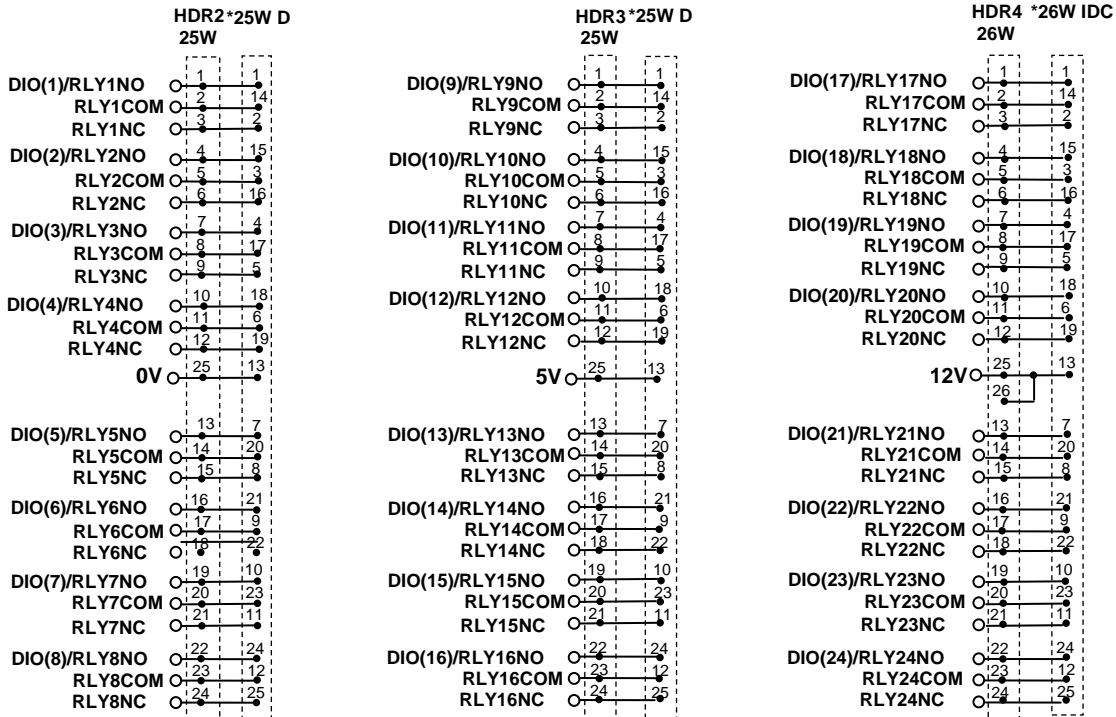 HDR2 *25W D
25W
DIO(1)/RLY1NO 1 1
RLY1COM 2 14
RLY1NC 3 2
DIO(2)/RLY2NO 4 15
RLY2COM 5 3
RLY2NC 6 16
DIO(3)/RLY3NO 7 4
RLY3COM 8 17
RLY3NC 9 5
DIO(4)/RLY4NO 10 18
RLY4COM 11 6
RLY4NC 12 19
0V 25 13
DIO(5)/RLY5NO 13 7
RLY5COM 14 20
RLY5NC 15 8
DIO(6)/RLY6NO 16 21
RLY6COM 17 9
RLY6NC 18 22
DIO(7)/RLY7NO 19 10
RLY7COM 20 23
RLY7NC 21 11
DIO(8)/RLY8NO 22 24
RLY8COM 23 12
RLY8NC 24 25
HDR3 *25W D
25W
DIO(9)/RLY9NO 1 1
RLY9COM 2 14
RLY9NC 3 2
DIO(10)/RLY10NO 4 15
RLY10COM 5 3
RLY10NC 6 16
DIO(11)/RLY11NO 7 4
RLY11COM 8 17
RLY11NC 9 5
DIO(12)/RLY12NO 10 18
RLY12COM 11 6
RLY12NC 12 19
5V 25 13
DIO(13)/RLY13NO 13 7
RLY13COM 14 20
RLY13NC 15 8
DIO(14)/RLY14NO 16 21
RLY14COM 17 9
RLY14NC 18 22
DIO(15)/RLY15NO 19 10
RLY15COM 20 23
RLY15NC 21 11
DIO(16)/RLY16NO 22 24
RLY16COM 23 12
RLY16NC 24 25
HDR4 *26W IDC
26W
DIO(17)/RLY17NO 1 1
RLY17COM 2 14
RLY17NC 3 2
DIO(18)/RLY18NO 4 15
RLY18COM 5 3
RLY18NC 6 16
DIO(19)/RLY19NO 7 4
RLY19COM 8 17
RLY19NC 9 5
DIO(20)/RLY20NO 10 18
RLY20COM 11 6
RLY20NC 12 19
12V 25 13
26
DIO(21)/RLY21NO 13 7
RLY21COM 14 20
RLY21NC 15 8
DIO(22)/RLY22NO 16 21
RLY22COM 17 9
RLY22NC 18 22
DIO(23)/RLY23NO 19 10
RLY23COM 20 23
RLY23NC 21 11
DIO(24)/RLY24NO 22 24
RLY24COM 23 12
RLY24NC 24 25